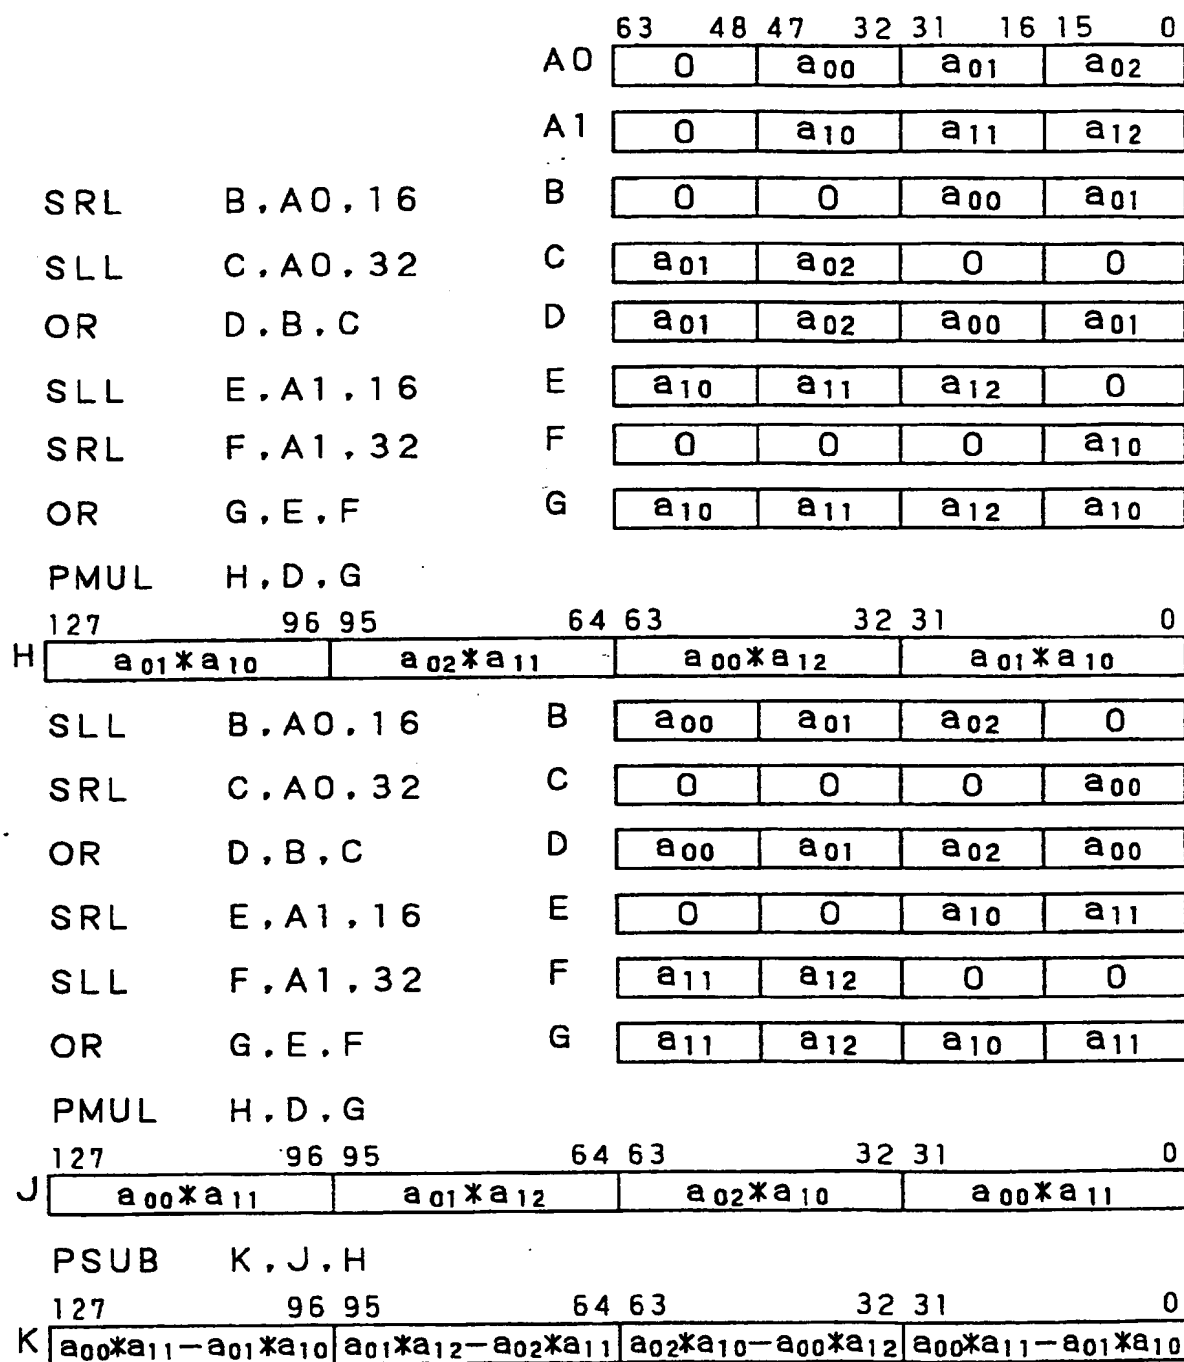 63 48 47 32 31 16 15 0
A0 0 a00 a01 a02
A1 0 a10 a11 a12
SRL B,A0,16 B 0 0 a00 a01
SLL C,A0,32 C a01 a02 0 0
OR D,B,C D a01 a02 a00 a01
SLL E,A1,16 E a10 a11 a12 0
SRL F,A1,32 F 0 0 0 a10
OR G,E,F G a10 a11 a12 a10
PMUL H,D,G
127 96 95 64 63 32 31 0
H a01*a10 a02*a11 a00*a12 a01*a10
SLL B,A0,16 B a00 a01 a02 0
SRL C,A0,32 C 0 0 0 a00
OR D,B,C D a00 a01 a02 a00
SRL E,A1,16 E 0 0 a10 a11
SLL F,A1,32 F a11 a12 0 0
OR G,E,F G a11 a12 a10 a11
PMUL H,D,G
127 96 95 64 63 32 31 0
J a00*a11 a01*a12 a02*a10 a00*a11
PSUB K,J,H
127 96 95 64 63 32 31 0
K a00*a11-a01*a10 a01*a12-a02*a11 a02*a10-a00*a12 a00*a11-a01*a10